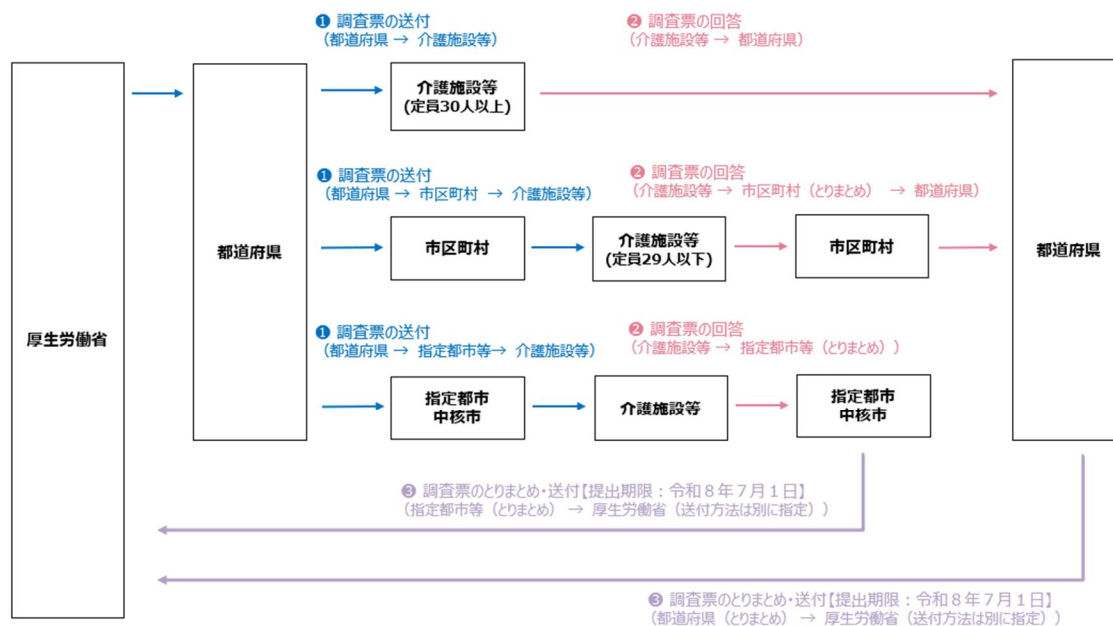 ❶ 調査票の送付
(都道府県 → 介護施設等)
❷ 調査票の回答
(介護施設等 → 都道府県)
厚生労働省
都道府県
介護施設等
(定員30人以上)
都道府県
❶ 調査票の送付
(都道府県 → 市区町村 → 介護施設等)
❷ 調査票の回答
(介護施設等 → 市区町村(とりまとめ) → 都道府県)
市区町村
介護施設等
(定員29人以下)
市区町村
❶ 調査票の送付
(都道府県 → 指定都市等→ 介護施設等)
❷ 調査票の回答
(介護施設等 → 指定都市等(とりまとめ))
指定都市
中核市
介護施設等
指定都市
中核市
❸ 調査票のとりまとめ・送付【提出期限:令和8年7月1日】
(指定都市等(とりまとめ) → 厚生労働省(送付方法は別に指定))
❸ 調査票のとりまとめ・送付【提出期限:令和8年7月1日】
(都道府県(とりまとめ) → 厚生労働省(送付方法は別に指定))